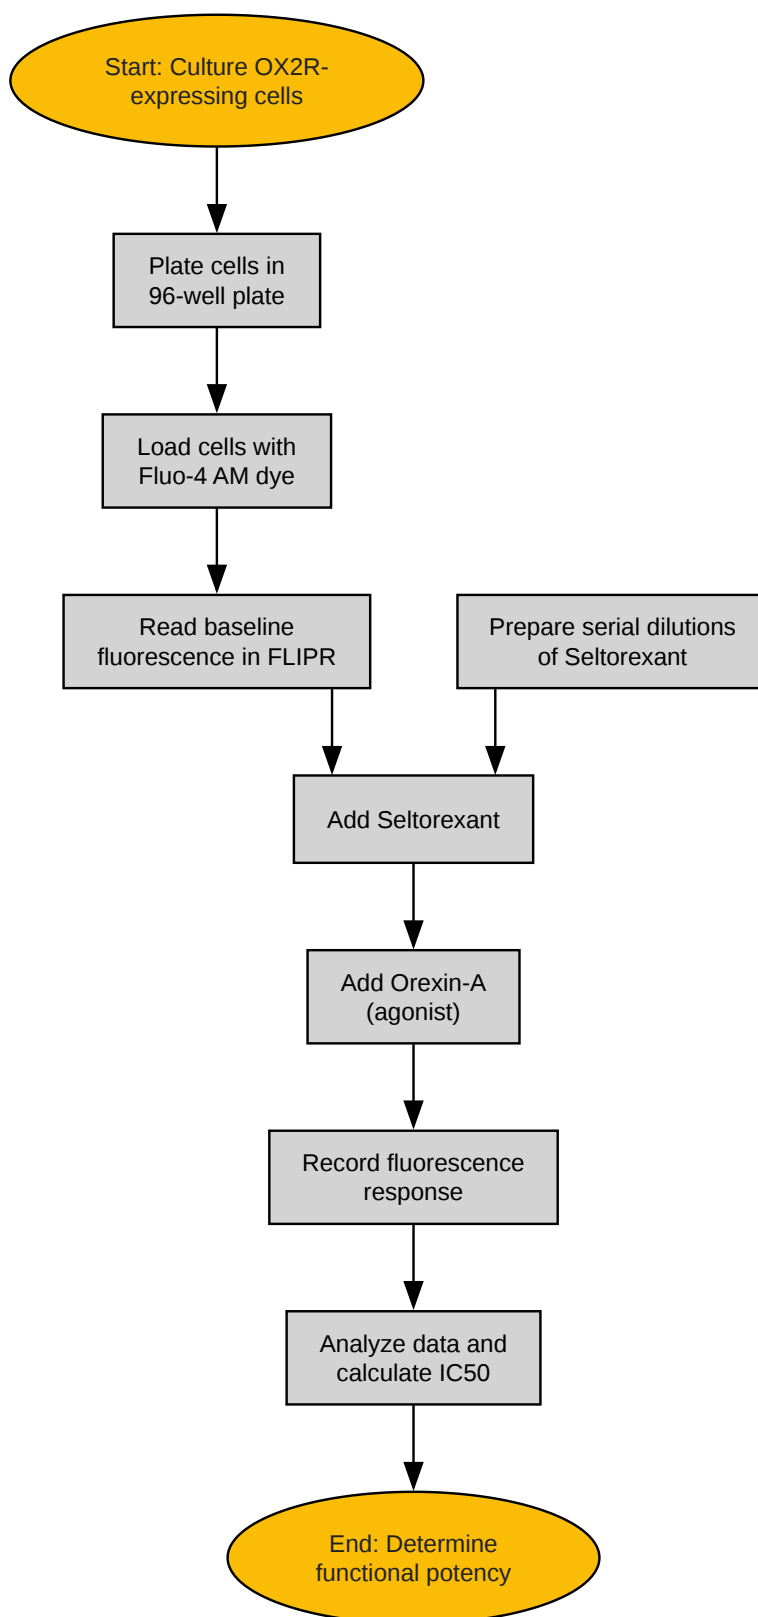 Start: Culture OX2R-
expressing cells
Plate cells in
96-well plate
Load cells with
Fluo-4 AM dye
Read baseline
fluorescence in FLIPR
Prepare serial dilutions
of Seltorexant
Add Seltorexant
Add Orexin-A
(agonist)
Record fluorescence
response
Analyze data and
calculate IC50
End: Determine
functional potency